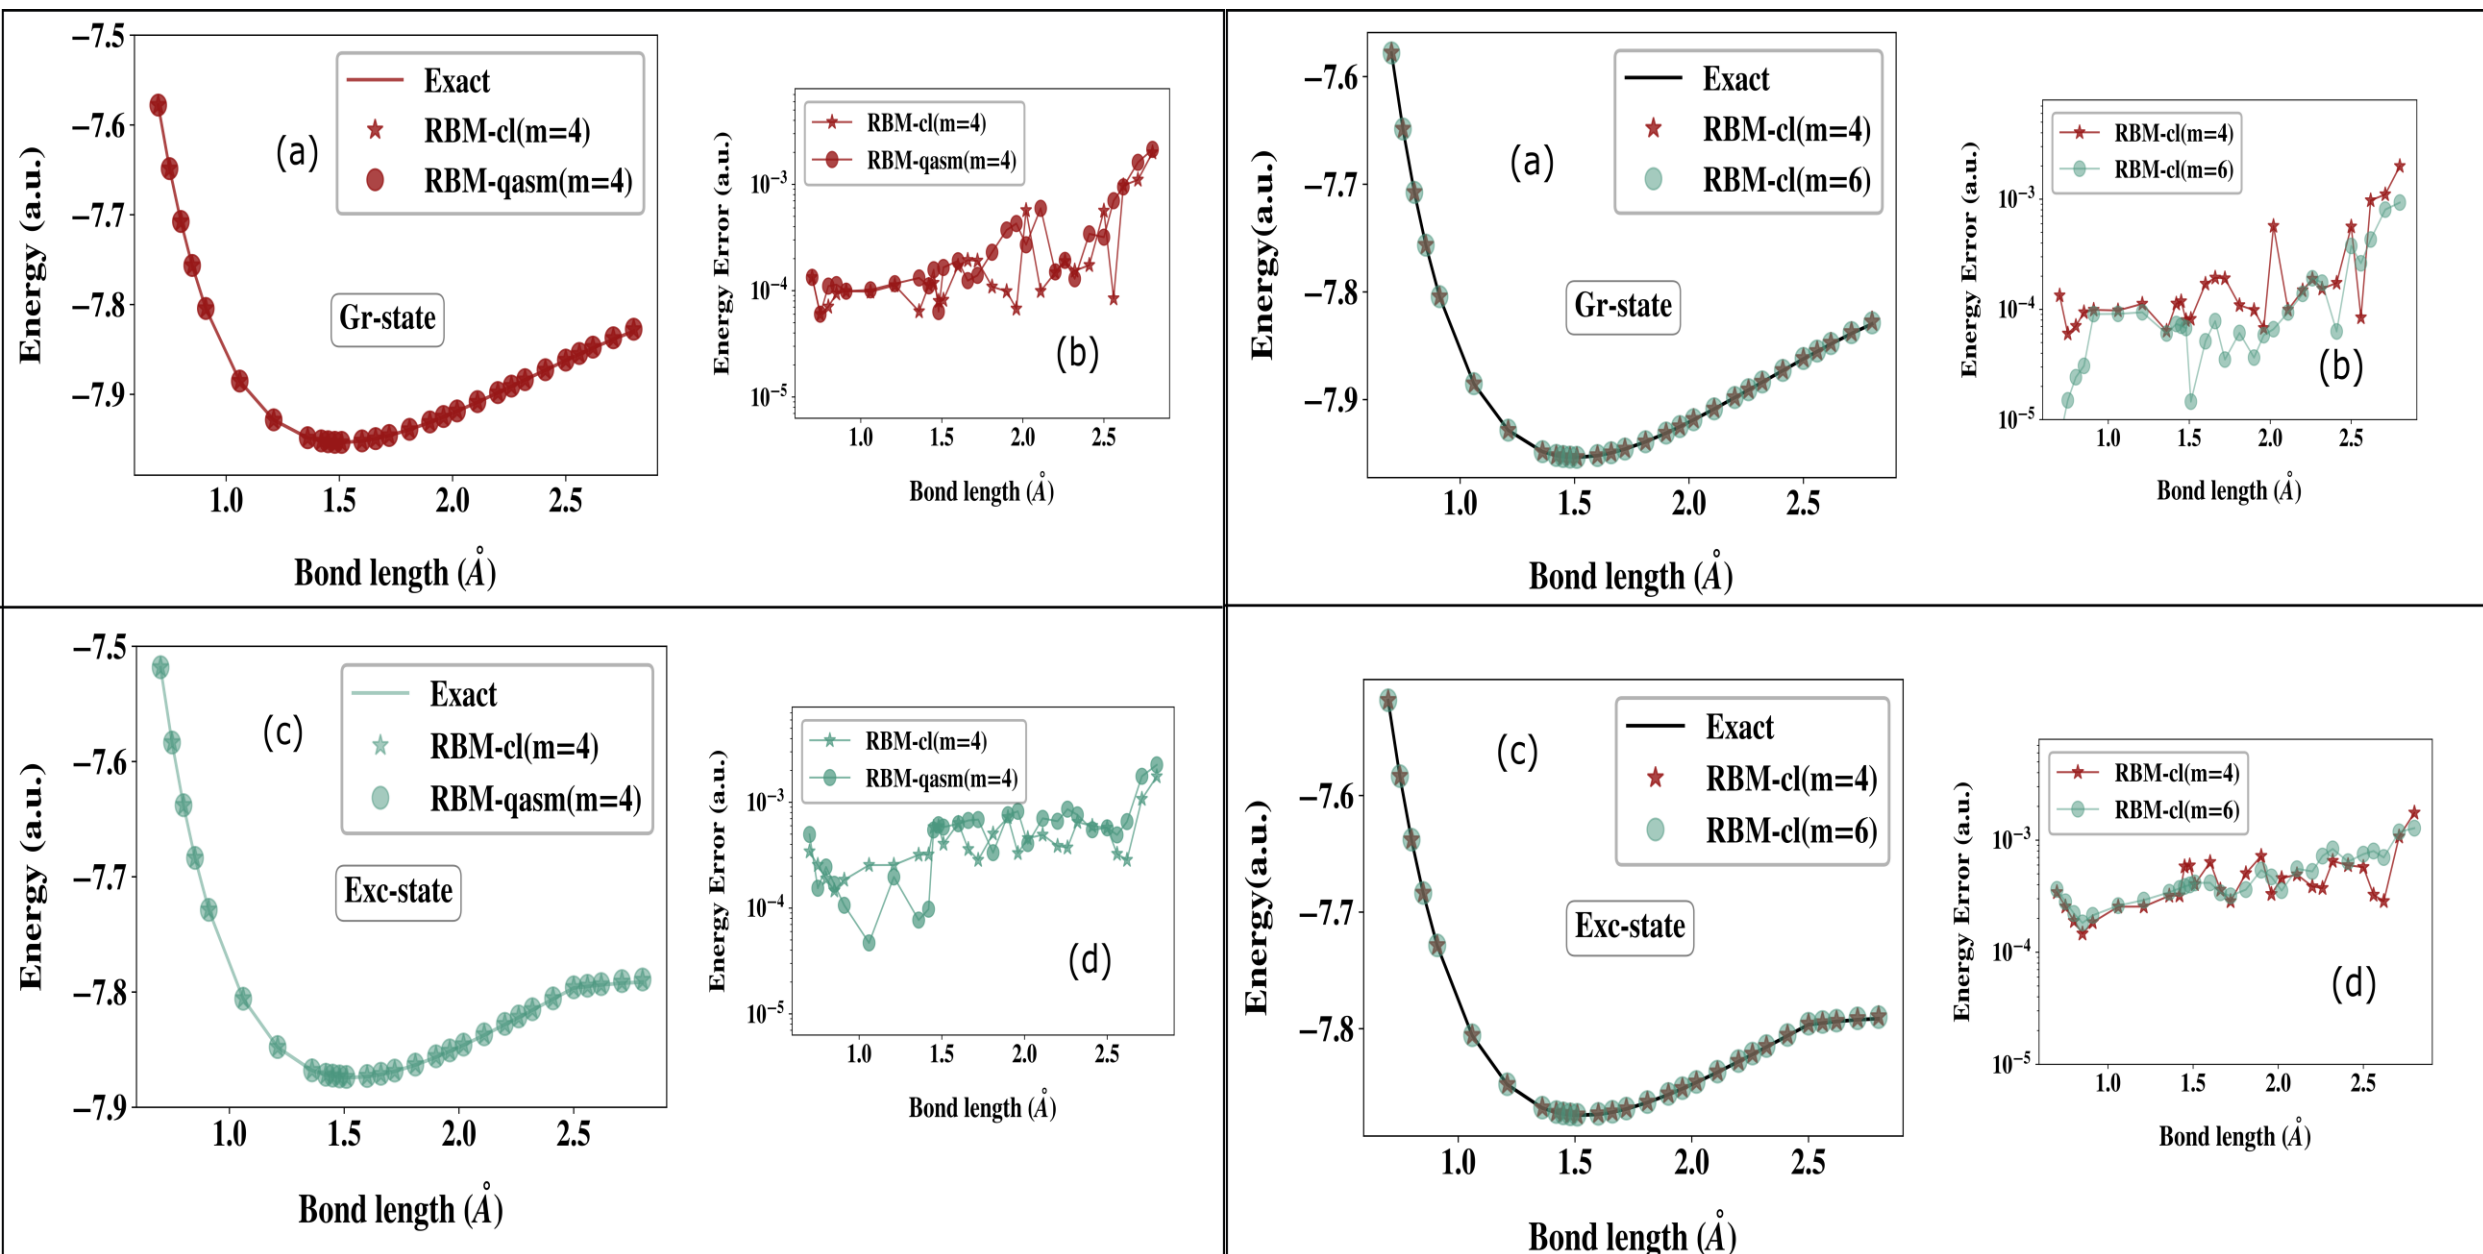 −7.5
−7.6
−7.7
−7.8
−7.9
Energy (a.u.)
Exact
RBM-cl(m=4)
RBM-qasm(m=4)
(a)
Gr-state
1.0 1.5 2.0 2.5
Bond length (Å)
RBM-cl(m=4)
RBM-qasm(m=4)
Energy Error (a.u.)
10⁻³
10⁻⁴
10⁻⁵
(b)
1.0 1.5 2.0 2.5
Bond length (Å)
−7.6
−7.7
−7.8
−7.9
Energy(a.u.)
Exact
RBM-cl(m=4)
RBM-cl(m=6)
(a)
Gr-state
1.0 1.5 2.0 2.5
Bond length (Å)
RBM-cl(m=4)
RBM-cl(m=6)
Energy Error (a.u.)
10⁻³
10⁻⁴
10⁻⁵
(b)
1.0 1.5 2.0 2.5
Bond length (Å)
−7.5
−7.6
−7.7
−7.8
−7.9
Energy (a.u.)
Exact
RBM-cl(m=4)
RBM-qasm(m=4)
(c)
Exc-state
1.0 1.5 2.0 2.5
Bond length (Å)
RBM-cl(m=4)
RBM-qasm(m=4)
Energy Error (a.u.)
10⁻³
10⁻⁴
10⁻⁵
(d)
1.0 1.5 2.0 2.5
Bond length (Å)
−7.6
−7.7
−7.8
Energy(a.u.)
Exact
RBM-cl(m=4)
RBM-cl(m=6)
(c)
Exc-state
1.0 1.5 2.0 2.5
Bond length (Å)
RBM-cl(m=4)
RBM-cl(m=6)
Energy Error (a.u.)
10⁻³
10⁻⁴
10⁻⁵
(d)
1.0 1.5 2.0 2.5
Bond length (Å)